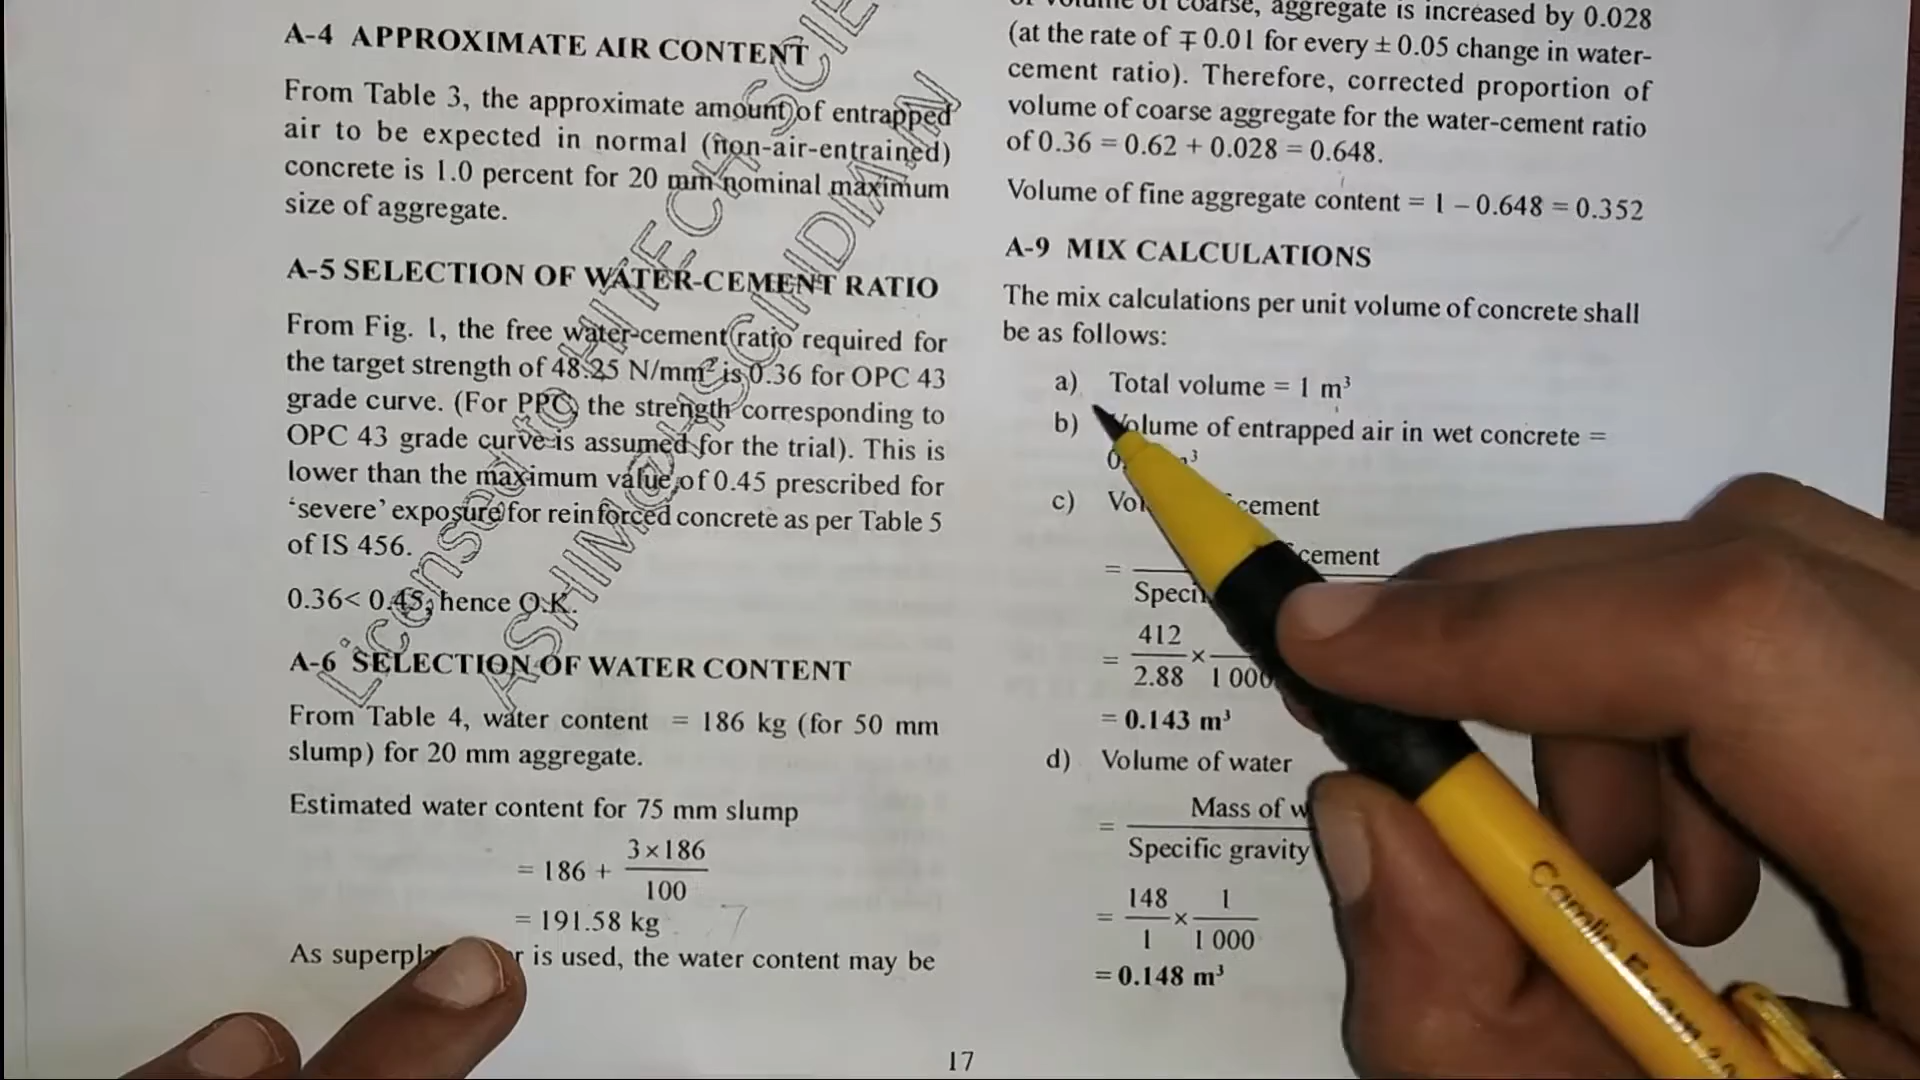 A-4 APPROXIMATE AIR CONTENT
From Table 3, the approximate amount of entrapped
air to be expected in normal (non-air-entrained)
concrete is 1.0 percent for 20 mm nominal maximum
size of aggregate.
A-5 SELECTION OF WATER-CEMENT RATIO
From Fig. 1, the free water-cement ratio required for
the target strength of 48.25 N/mm² is 0.36 for OPC 43
grade curve. (For PPC, the strength corresponding to
OPC 43 grade curve is assumed for the trial). This is
lower than the maximum value of 0.45 prescribed for
‘severe’ exposure for reinforced concrete as per Table 5
of IS 456.
0.36< 0.45, hence O.K.
A-6 SELECTION OF WATER CONTENT
From Table 4, water content = 186 kg (for 50 mm
slump) for 20 mm aggregate.
Estimated water content for 75 mm slump
= 186 + 3×186
100
= 191.58 kg
As is used, the water content may be
of volume of coarse, aggregate is increased by 0.028
(at the rate of ∓ 0.01 for every ± 0.05 change in water-
cement ratio). Therefore, corrected proportion of
volume of coarse aggregate for the water-cement ratio
of 0.36 = 0.62 + 0.028 = 0.648.
Volume of fine aggregate content = 1 – 0.648 = 0.352
A-9 MIX CALCULATIONS
The mix calculations per unit volume of concrete shall
be as follows:
a) Total volume = 1 m³
b) Volume of entrapped air in wet concrete =
m³
c) cement
= cement
412
= ×
2.88 1 000
= 0.143 m³
d) Volume of water
Mass of
=
Specific gravity
148 1
= ×
1 1 000
= 0.148 m³
17
Licensed to HITECH
Camlin Exam